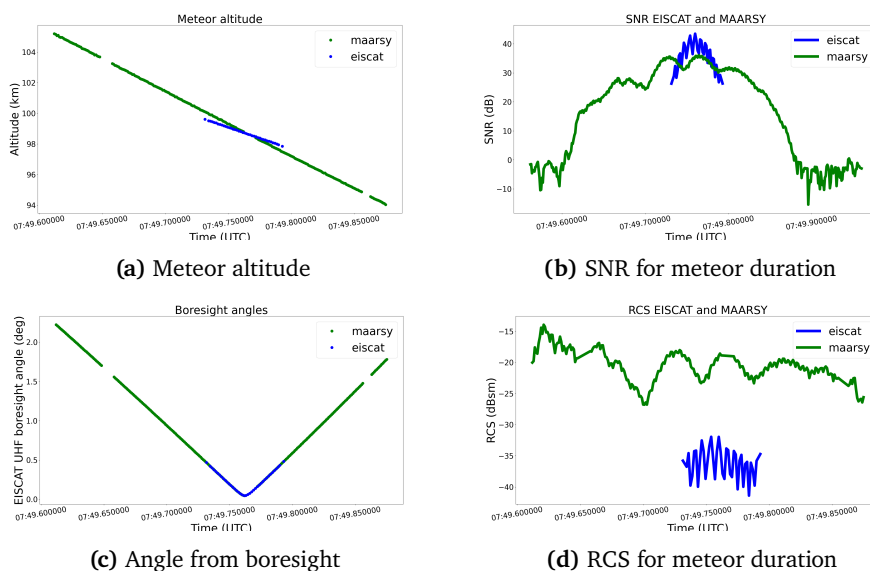 Meteor altitude
maarsy
eiscat
Altitude (km)
104
102
100
98
96
94
07:49.600000 07:49.650000 07:49.700000 07:49.750000 07:49.800000 07:49.850000
Time (UTC)
(a) Meteor altitude
SNR EISCAT and MAARSY
eiscat
maarsy
SNR (dB)
40
30
20
10
0
−10
07:49.600000 07:49.700000 07:49.800000 07:49.900000
Time (UTC)
(b) SNR for meteor duration
Boresight angles
maarsy
eiscat
EISCAT UHF boresight angle (deg)
2.0
1.5
1.0
0.5
0.0
07:49.600000 07:49.650000 07:49.700000 07:49.750000 07:49.800000 07:49.850000
Time (UTC)
(c) Angle from boresight
RCS EISCAT and MAARSY
eiscat
maarsy
RCS (dBsm)
−15
−20
−25
−30
−35
−40
07:49.600000 07:49.650000 07:49.700000 07:49.750000 07:49.800000 07:49.850000
Time (UTC)
(d) RCS for meteor duration